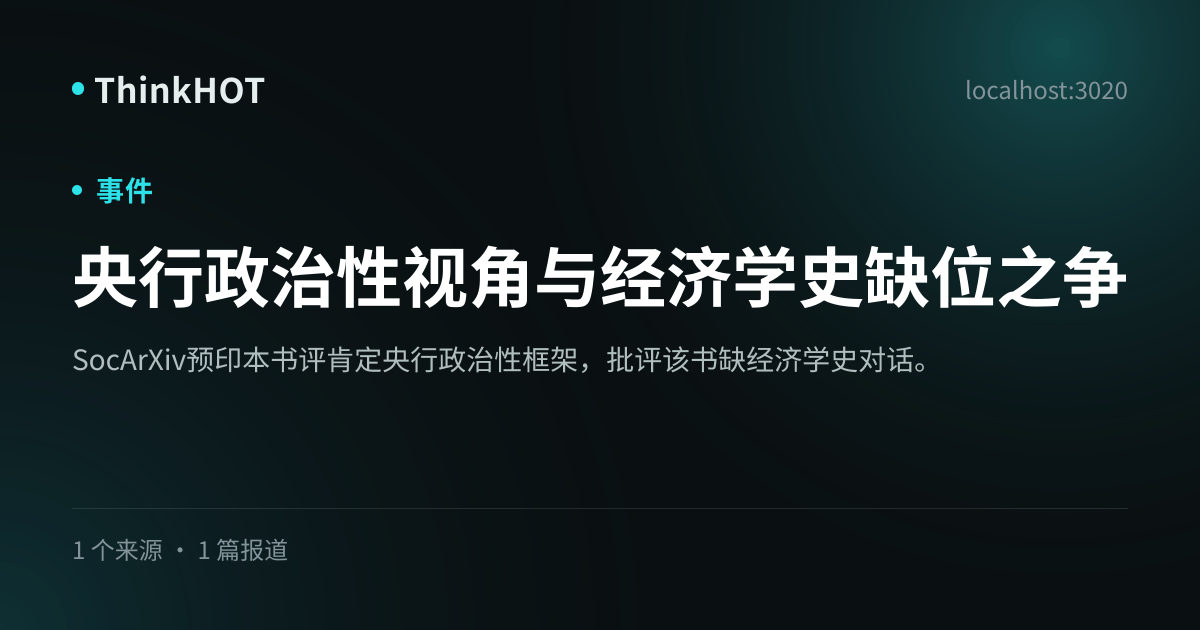 ThinkHOT
localhost:3020
事件
央行政治性视角与经济学史缺位之争
SocArXiv预印本书评肯定央行政治性框架，批评该书缺经济学史对话。
1 个来源 · 1 篇报道